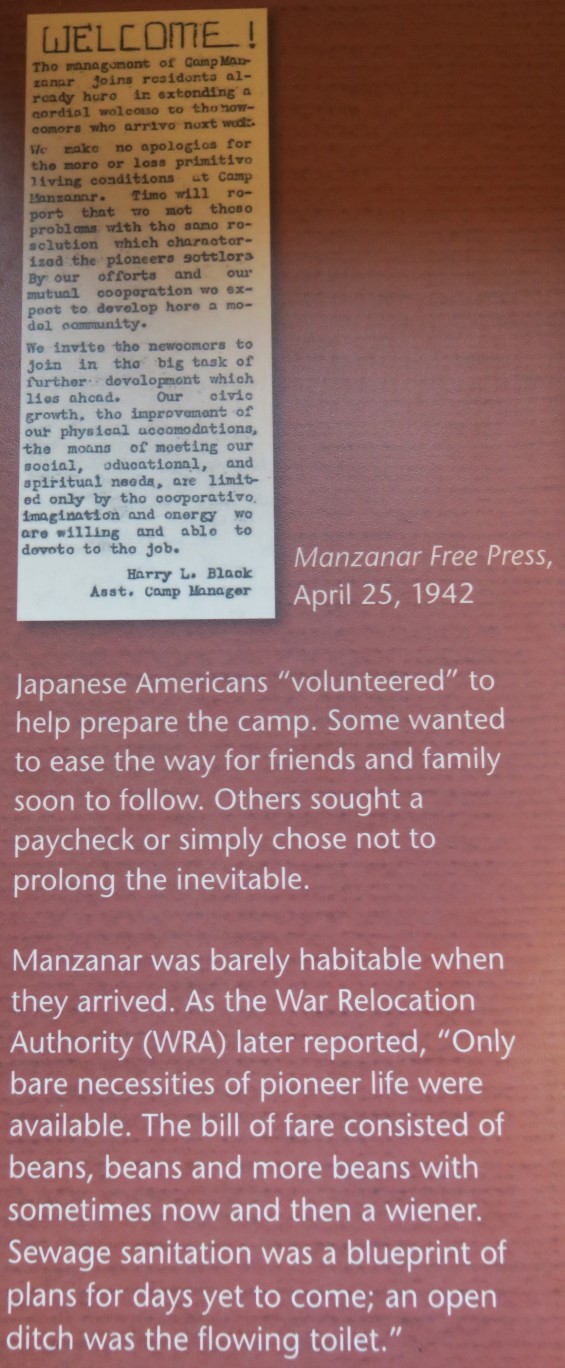 WELCOME!
The management of Camp Man-
zanar joins residents al-
ready here in extending a
cordial welcome to the new-
comers who arrive next week.
We make no apologies for
the more or less primitive
living conditions at Camp
Manzanar. Time will re-
port that we met these
problems with the same re-
solution which character-
ized the pioneers settlers
By our efforts and our
mutual cooperation we ex-
pect to develop here a mo-
del community.
We invite the newcomers to
join in the big task of
further development which
lies ahead. Our civic
growth, the improvement of
our physical accomodations,
the means of meeting our
social, educational, and
spiritual needs, are limit-
ed only by the cooperative
imagination and energy we
are willing and able to
devote to the job.
Harry L. Black
Asst. Camp Manager
Manzanar Free Press,
April 25, 1942
Japanese Americans “volunteered” to
help prepare the camp. Some wanted
to ease the way for friends and family
soon to follow. Others sought a
paycheck or simply chose not to
prolong the inevitable.
Manzanar was barely habitable when
they arrived. As the War Relocation
Authority (WRA) later reported, “Only
bare necessities of pioneer life were
available. The bill of fare consisted of
beans, beans and more beans with
sometimes now and then a wiener.
Sewage sanitation was a blueprint of
plans for days yet to come; an open
ditch was the flowing toilet.”